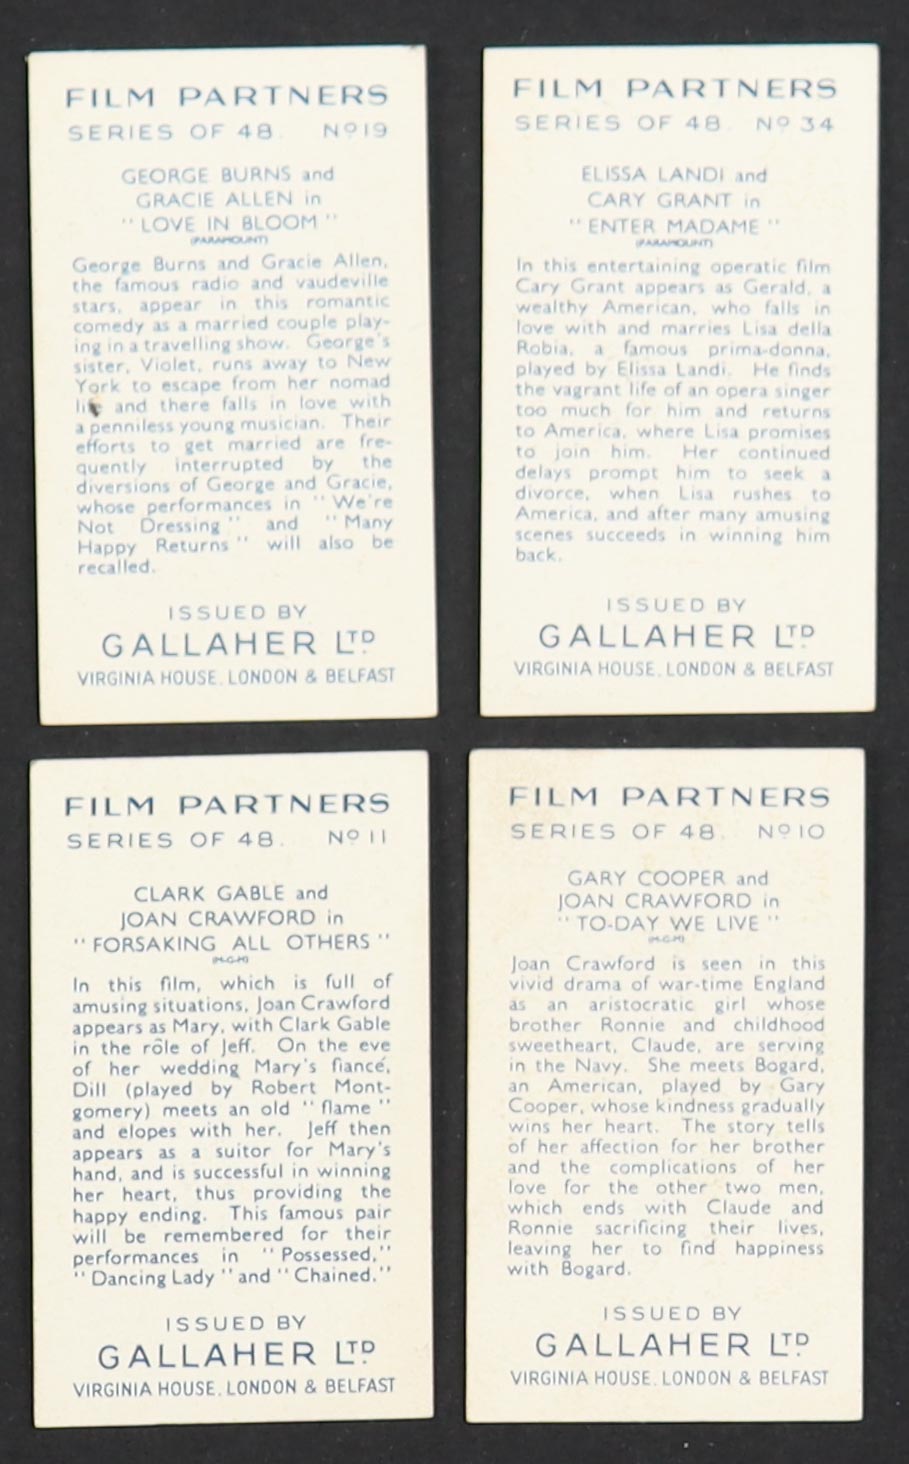 FILM PARTNERS
SERIES OF 48. Nº 19
GEORGE BURNS and
GRACIE ALLEN in
"LOVE IN BLOOM"
(PARAMOUNT)
George Burns and Gracie Allen,
the famous radio and vaudeville
stars, appear in this romantic
comedy as a married couple play-
ing in a travelling show. George's
sister, Violet, runs away to New
York to escape from her nomad
life and there falls in love with
a penniless young musician. Their
efforts to get married are fre-
quently interrupted by the
diversions of George and Gracie,
whose performances in "We're
Not Dressing" and "Many
Happy Returns" will also be
recalled.
ISSUED BY
GALLAHER LTD.
VIRGINIA HOUSE. LONDON & BELFAST
FILM PARTNERS
SERIES OF 48. Nº 34
ELISSA LANDI and
CARY GRANT in
"ENTER MADAME"
(PARAMOUNT)
In this entertaining operatic film
Cary Grant appears as Gerald, a
wealthy American, who falls in
love with and marries Lisa della
Robia, a famous prima-donna,
played by Elissa Landi. He finds
the vagrant life of an opera singer
too much for him and returns
to America, where Lisa promises
to join him. Her continued
delays prompt him to seek a
divorce, when Lisa rushes to
America, and after many amusing
scenes succeeds in winning him
back.
ISSUED BY
GALLAHER LTD.
VIRGINIA HOUSE. LONDON & BELFAST
FILM PARTNERS
SERIES OF 48. Nº 11
CLARK GABLE and
JOAN CRAWFORD in
"FORSAKING ALL OTHERS"
(M.G.M)
In this film, which is full of
amusing situations, Joan Crawford
appears as Mary, with Clark Gable
in the rôle of Jeff. On the eve
of her wedding Mary's fiancé,
Dill (played by Robert Mont-
gomery) meets an old "flame"
and elopes with her. Jeff then
appears as a suitor for Mary's
hand, and is successful in winning
her heart, thus providing the
happy ending. This famous pair
will be remembered for their
performances in "Possessed,"
"Dancing Lady" and "Chained."
ISSUED BY
GALLAHER LTD.
VIRGINIA HOUSE. LONDON & BELFAST
FILM PARTNERS
SERIES OF 48. Nº 10
GARY COOPER and
JOAN CRAWFORD in
"TO-DAY WE LIVE"
(M.G.M)
Joan Crawford is seen in this
vivid drama of war-time England
as an aristocratic girl whose
brother Ronnie and childhood
sweetheart, Claude, are serving
in the Navy. She meets Bogard,
an American, played by Gary
Cooper, whose kindness gradually
wins her heart. The story tells
of her affection for her brother
and the complications of her
love for the other two men,
which ends with Claude and
Ronnie sacrificing their lives,
leaving her to find happiness
with Bogard.
ISSUED BY
GALLAHER LTD.
VIRGINIA HOUSE. LONDON & BELFAST